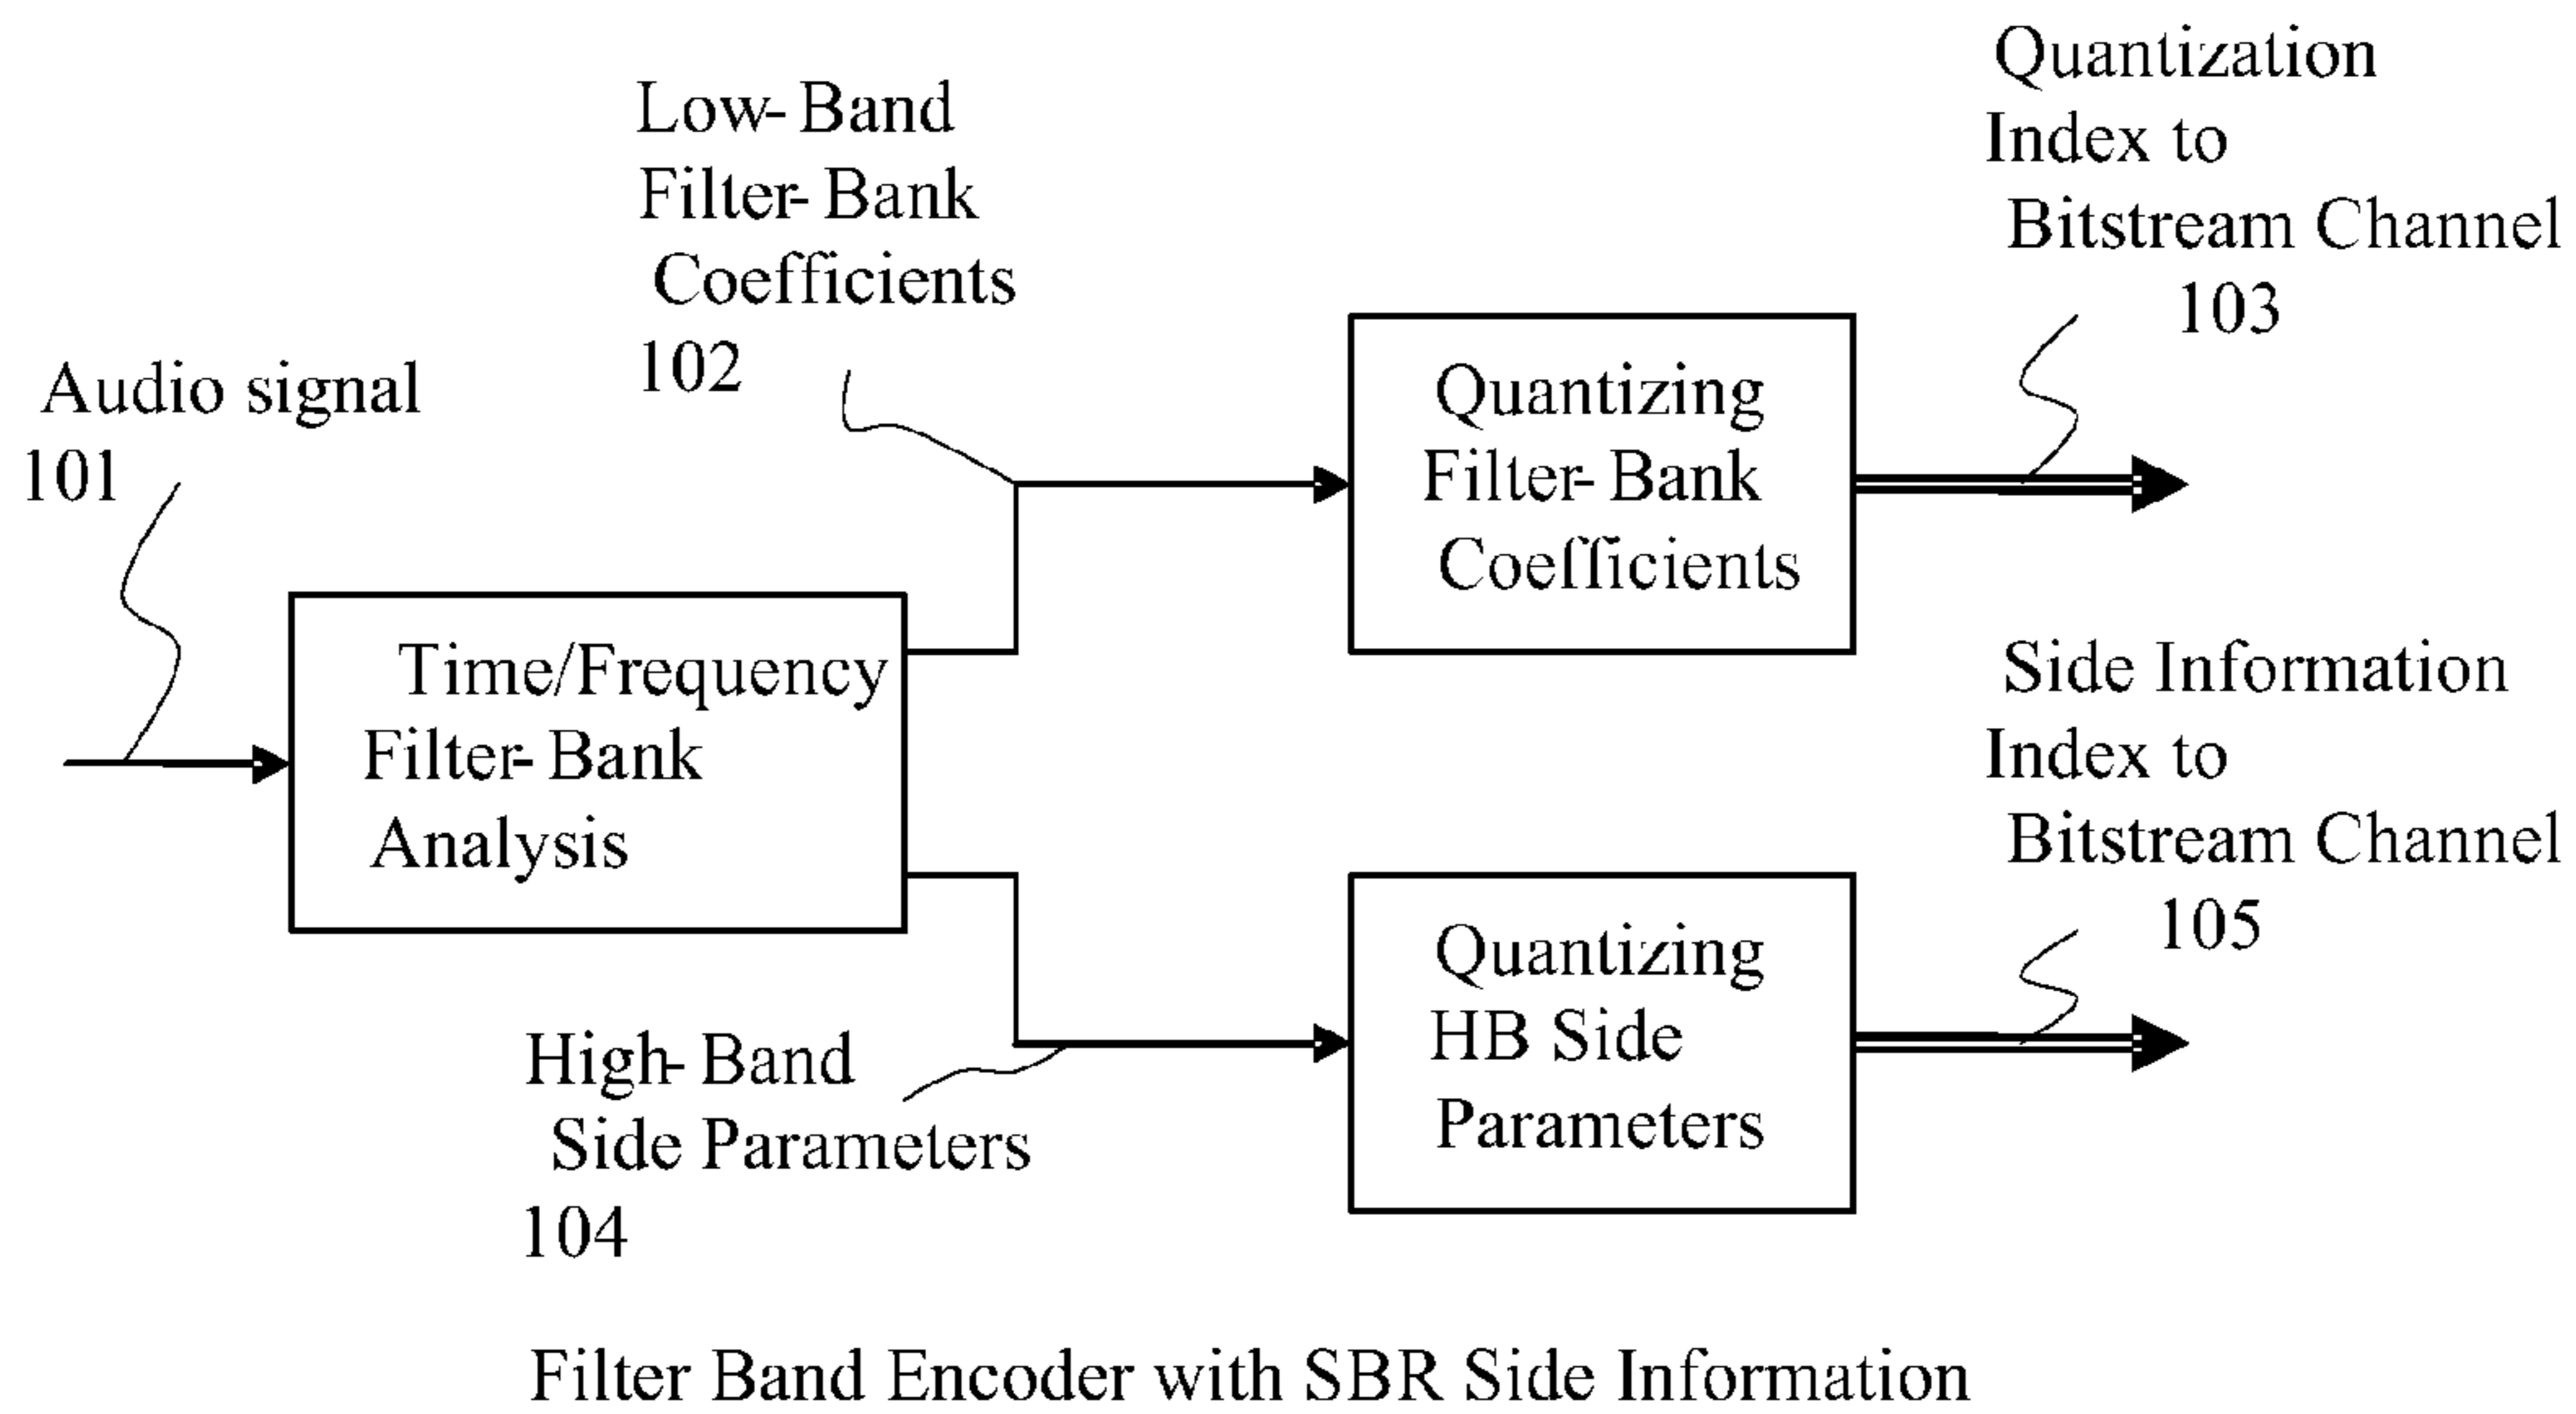 Audio signal
101
Low-Band
Filter-Bank
Coefficients
102
Quantization
Index to
Bitstream Channel
103
Time/Frequency
Filter-Bank
Analysis
Quantizing
Filter-Bank
Coefficients
High-Band
Side Parameters
104
Quantizing
HB Side
Parameters
Side Information
Index to
Bitstream Channel
105
Filter Band Encoder with SBR Side Information